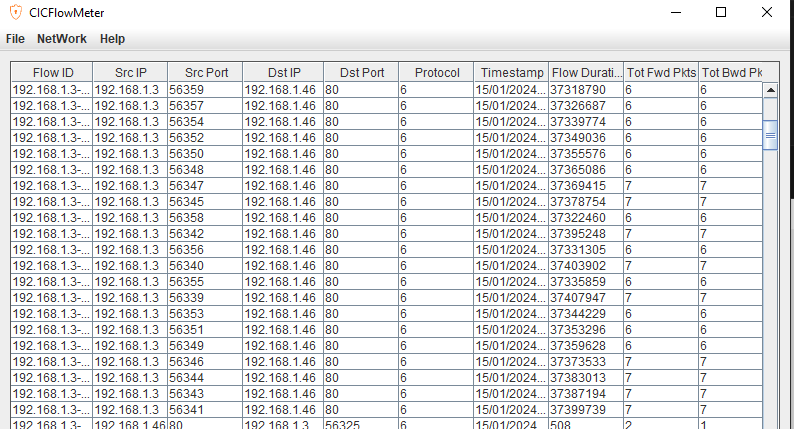 CICFlowMeter
File NetWork Help
Flow ID Src IP Src Port Dst IP Dst Port Protocol Timestamp Flow Durati... Tot Fwd Pkts Tot Bwd Pk
192.168.1.3-... 192.168.1.3 56359 192.168.1.46 80 6 15/01/2024... 37318790 6 6
192.168.1.3-... 192.168.1.3 56357 192.168.1.46 80 6 15/01/2024... 37326687 6 6
192.168.1.3-... 192.168.1.3 56354 192.168.1.46 80 6 15/01/2024... 37339774 6 6
192.168.1.3-... 192.168.1.3 56352 192.168.1.46 80 6 15/01/2024... 37349036 6 6
192.168.1.3-... 192.168.1.3 56350 192.168.1.46 80 6 15/01/2024... 37355576 6 6
192.168.1.3-... 192.168.1.3 56348 192.168.1.46 80 6 15/01/2024... 37365086 6 6
192.168.1.3-... 192.168.1.3 56347 192.168.1.46 80 6 15/01/2024... 37369415 7 7
192.168.1.3-... 192.168.1.3 56345 192.168.1.46 80 6 15/01/2024... 37378754 7 7
192.168.1.3-... 192.168.1.3 56358 192.168.1.46 80 6 15/01/2024... 37322460 6 6
192.168.1.3-... 192.168.1.3 56342 192.168.1.46 80 6 15/01/2024... 37395248 7 7
192.168.1.3-... 192.168.1.3 56356 192.168.1.46 80 6 15/01/2024... 37331305 6 6
192.168.1.3-... 192.168.1.3 56340 192.168.1.46 80 6 15/01/2024... 37403902 7 7
192.168.1.3-... 192.168.1.3 56355 192.168.1.46 80 6 15/01/2024... 37335859 6 6
192.168.1.3-... 192.168.1.3 56339 192.168.1.46 80 6 15/01/2024... 37407947 7 7
192.168.1.3-... 192.168.1.3 56353 192.168.1.46 80 6 15/01/2024... 37344229 6 6
192.168.1.3-... 192.168.1.3 56351 192.168.1.46 80 6 15/01/2024... 37353296 6 6
192.168.1.3-... 192.168.1.3 56349 192.168.1.46 80 6 15/01/2024... 37359628 6 6
192.168.1.3-... 192.168.1.3 56346 192.168.1.46 80 6 15/01/2024... 37373533 7 7
192.168.1.3-... 192.168.1.3 56344 192.168.1.46 80 6 15/01/2024... 37383013 7 7
192.168.1.3-... 192.168.1.3 56343 192.168.1.46 80 6 15/01/2024... 37387194 7 7
192.168.1.3-... 192.168.1.3 56341 192.168.1.46 80 6 15/01/2024... 37399739 7 7
192.168.1.3-... 192.168.1.46 80 192.168.1.3 56325 6 15/01/2024... 508 2 1